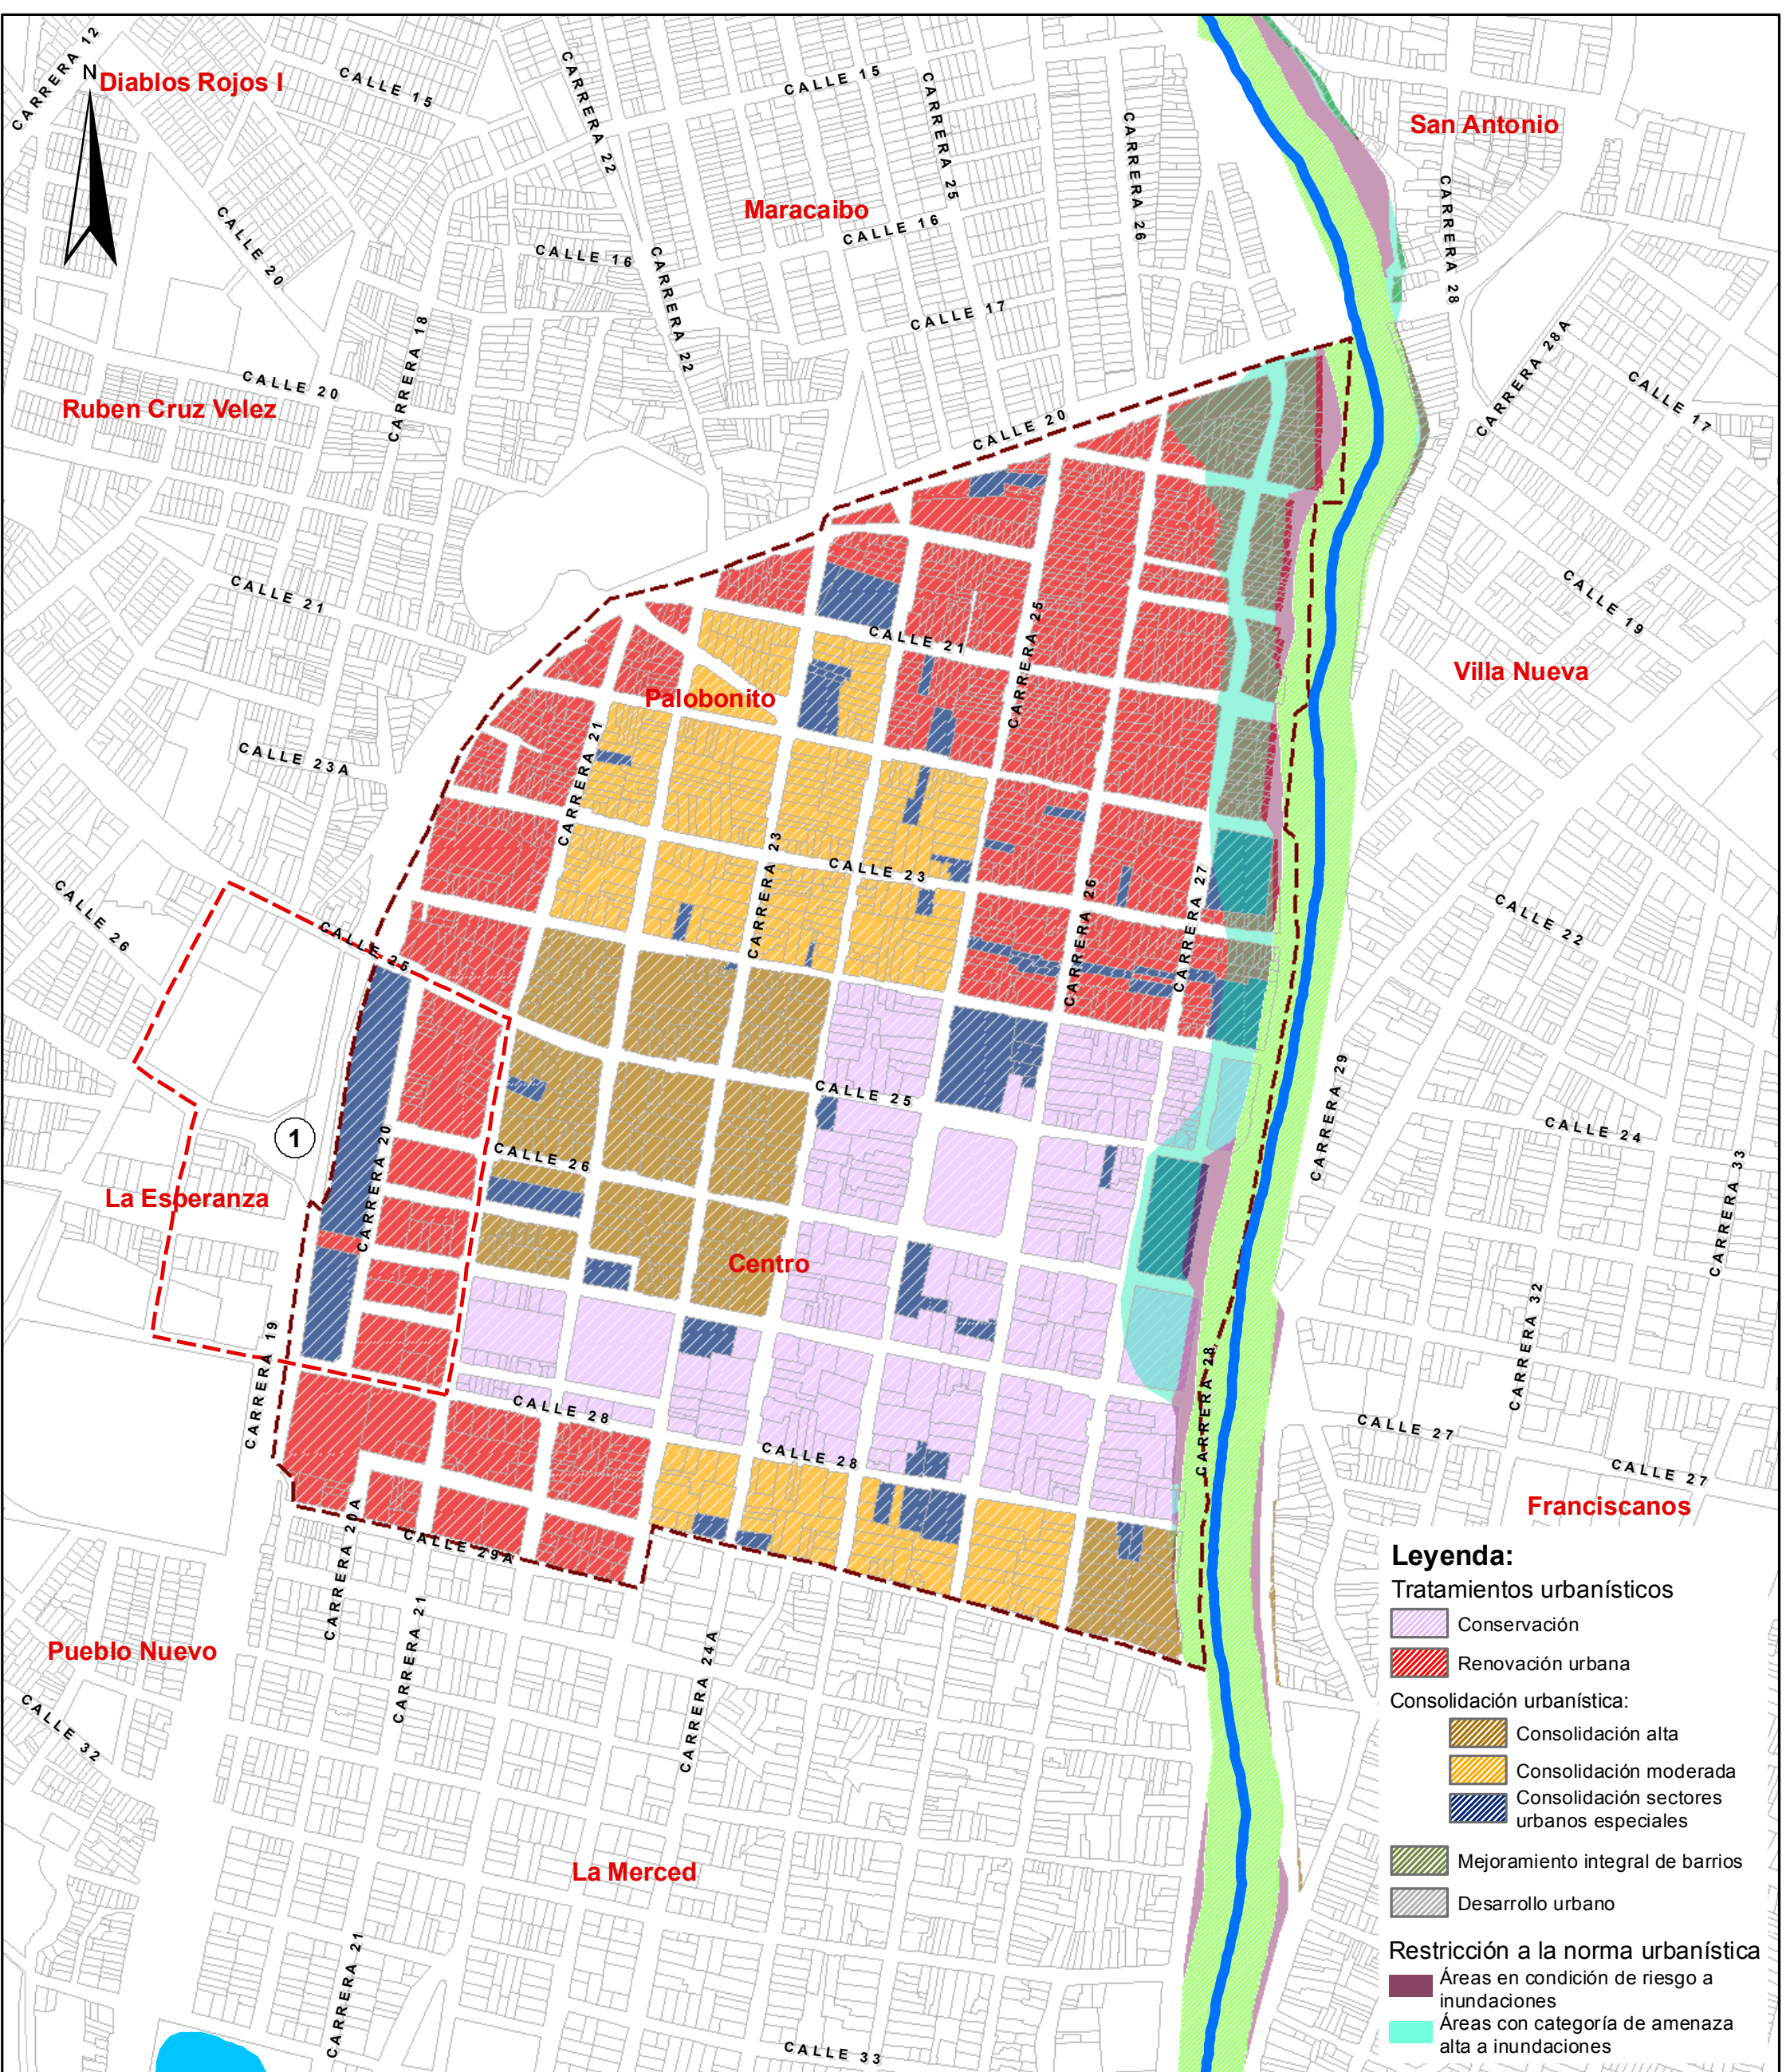 CARRERA 12
N
Diablos Rojos I
CALLE 15
CARRERA 22
CALLE 15
CARRERA 25
CARRERA 26
San Antonio
CARRERA 28
Maracaibo
CALLE 16
CALLE 20
CALLE 16
CARRERA 22
CALLE 17
CARRERA 18
CARRERA 28A
CALLE 17
CALLE 20
Ruben Cruz Velez
CALLE 20
CALLE 21
CALLE 19
CALLE 21
CARRERA 25
Villa Nueva
Palobonito
CARRERA 21
CALLE 23A
CARRERA 23
CALLE 23
CARRERA 27
CARRERA 26
CALLE 26
CALLE 22
CALLE 25
CALLE 25
CARRERA 29
1
CARRERA 20
CALLE 26
CALLE 24
CARRERA 33
La Esperanza
Centro
CARRERA 32
CARRERA 19
CARRERA 28
CALLE 28
CALLE 28
CALLE 27
CALLE 27
Franciscanos
CARRERA 20A
CALLE 29A
CARRERA 21
CARRERA 24A
Pueblo Nuevo
CALLE 32
La Merced
CARRERA 21
CALLE 33
Leyenda:
Tratamientos urbanísticos
Conservación
Renovación urbana
Consolidación urbanística:
Consolidación alta
Consolidación moderada
Consolidación sectores
urbanos especiales
Mejoramiento integral de barrios
Desarrollo urbano
Restricción a la norma urbanística
Áreas en condición de riesgo a
inundaciones
Áreas con categoría de amenaza
alta a inundaciones